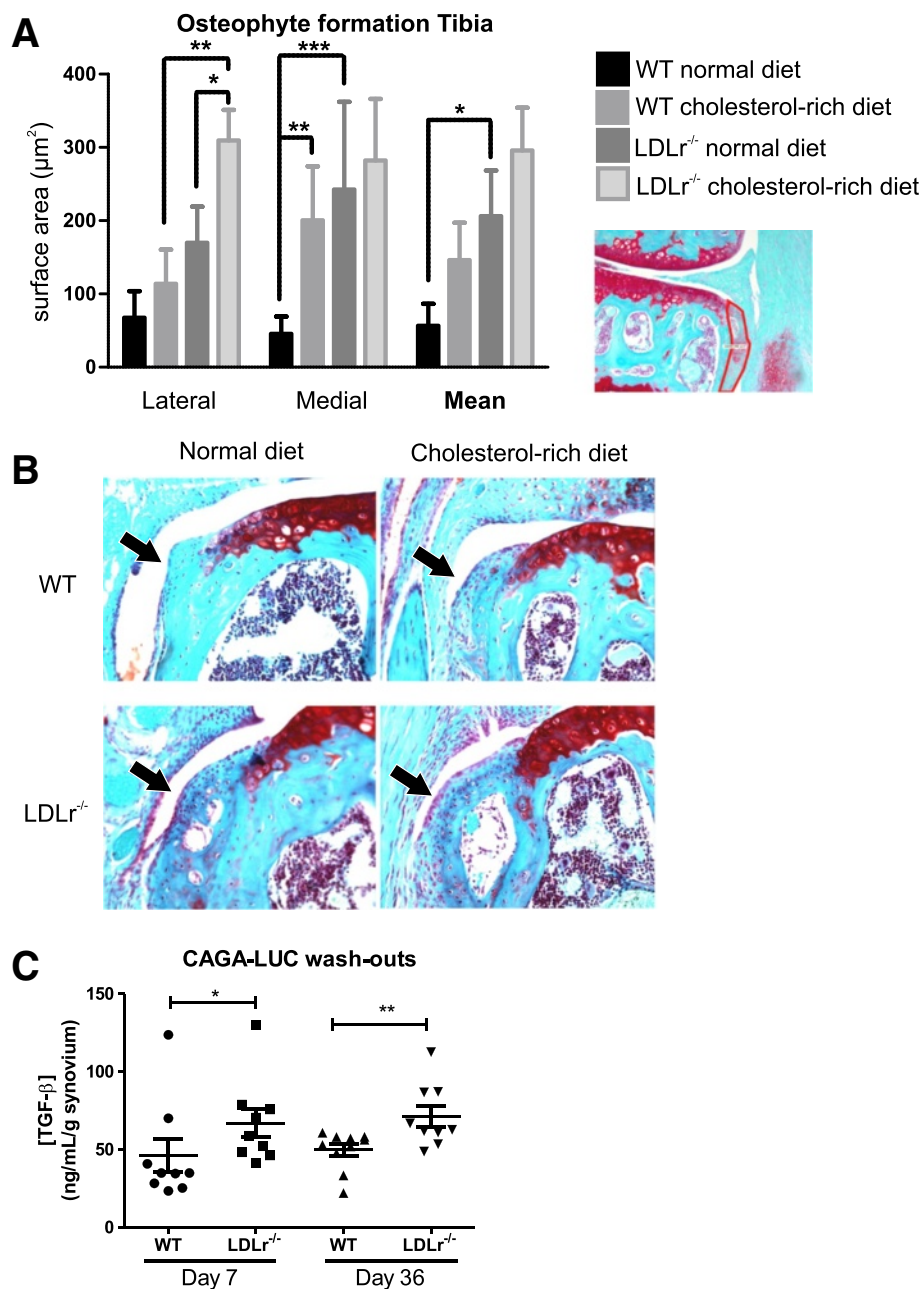 A
Osteophyte formation Tibia
surface area (µm²)
400
300
200
100
0
**
*
***
**
*
Lateral
Medial
Mean
WT normal diet
WT cholesterol-rich diet
LDLr-/- normal diet
LDLr-/- cholesterol-rich diet
B
Normal diet
Cholesterol-rich diet
WT
LDLr-/-
C
CAGA-LUC wash-outs
[TGF-β]
(ng/mL/g synovium)
150
100
50
0
*
**
WT
LDLr-/-
WT
LDLr-/-
Day 7
Day 36